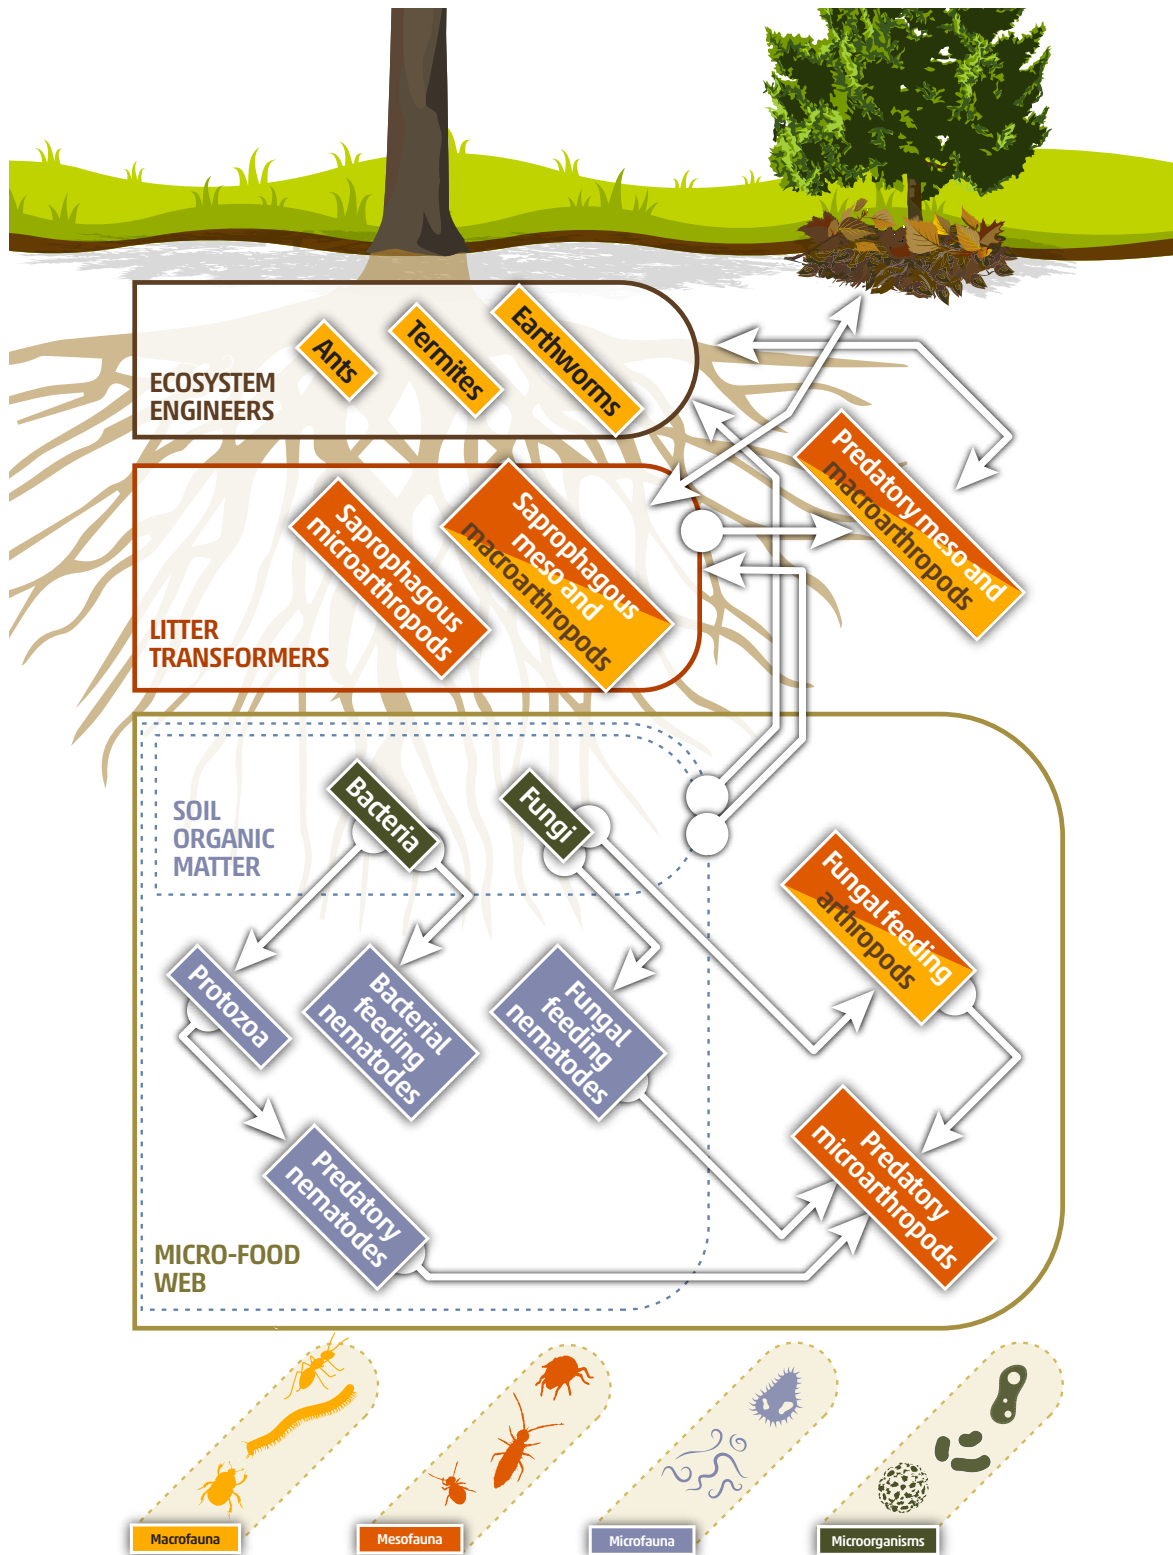 Ants
Termites
Earthworms
ECOSYSTEM
ENGINEERS
Predatory meso and
macroarthropods
Saprophagous
microarthropods
Saprophagous
meso and
macroarthropods
LITTER
TRANSFORMERS
Bacteria
Fungi
SOIL
ORGANIC
MATTER
Fungal feeding
arthropods
Protozoa
Bacterial
feeding
nematodes
Fungal
feeding
nematodes
Predatory
nematodes
Predatory
microarthropods
MICRO-FOOD
WEB
Macrofauna
Mesofauna
Microfauna
Microorganisms